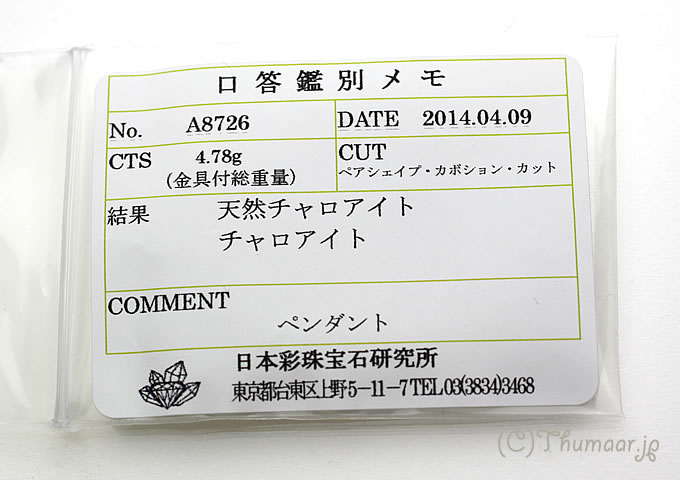 口答鑑別メモ
No. A8726 DATE 2014.04.09
CTS 4.78g CUT
(金具付総重量) ペアシェイプ・カボション・カット
結果 天然チャロアイト
チャロアイト
COMMENT
ペンダント
日本彩珠宝石研究所
東京都台東区上野5-11-7 TEL 03(3834)3468
(C)Thumaar.jp